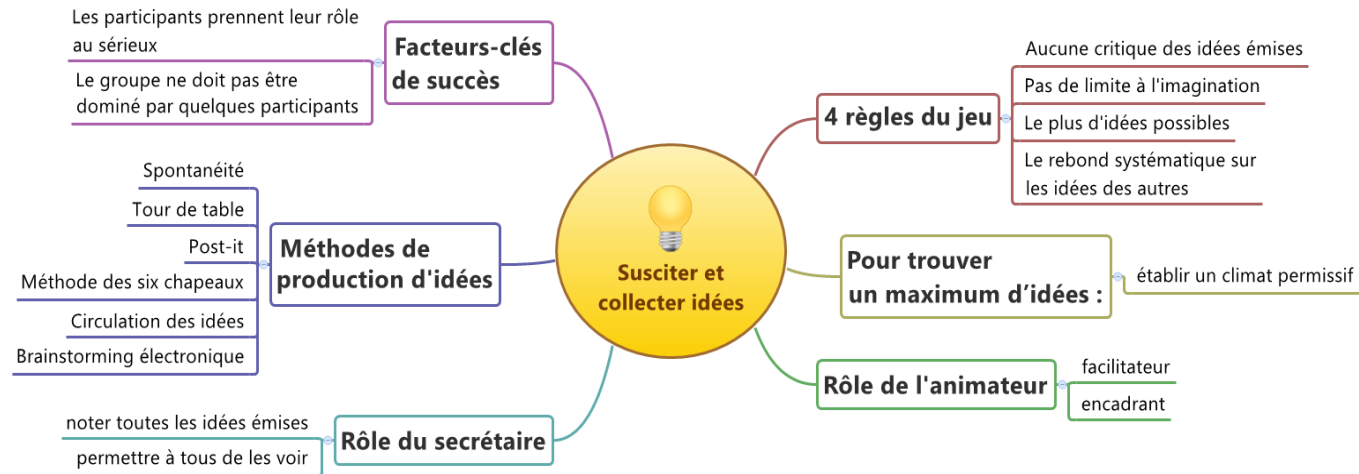 Susciter et
collecter idées
4 règles du jeu
Aucune critique des idées émises
Pas de limite à l'imagination
Le plus d'idées possibles
Le rebond systématique sur
les idées des autres
Pour trouver
un maximum d’idées :
établir un climat permissif
Rôle de l'animateur
facilitateur
encadrant
Facteurs-clés
de succès
Les participants prennent leur rôle
au sérieux
Le groupe ne doit pas être
dominé par quelques participants
Méthodes de
production d'idées
Spontanéité
Tour de table
Post-it
Méthode des six chapeaux
Circulation des idées
Brainstorming électronique
Rôle du secrétaire
noter toutes les idées émises
permettre à tous de les voir